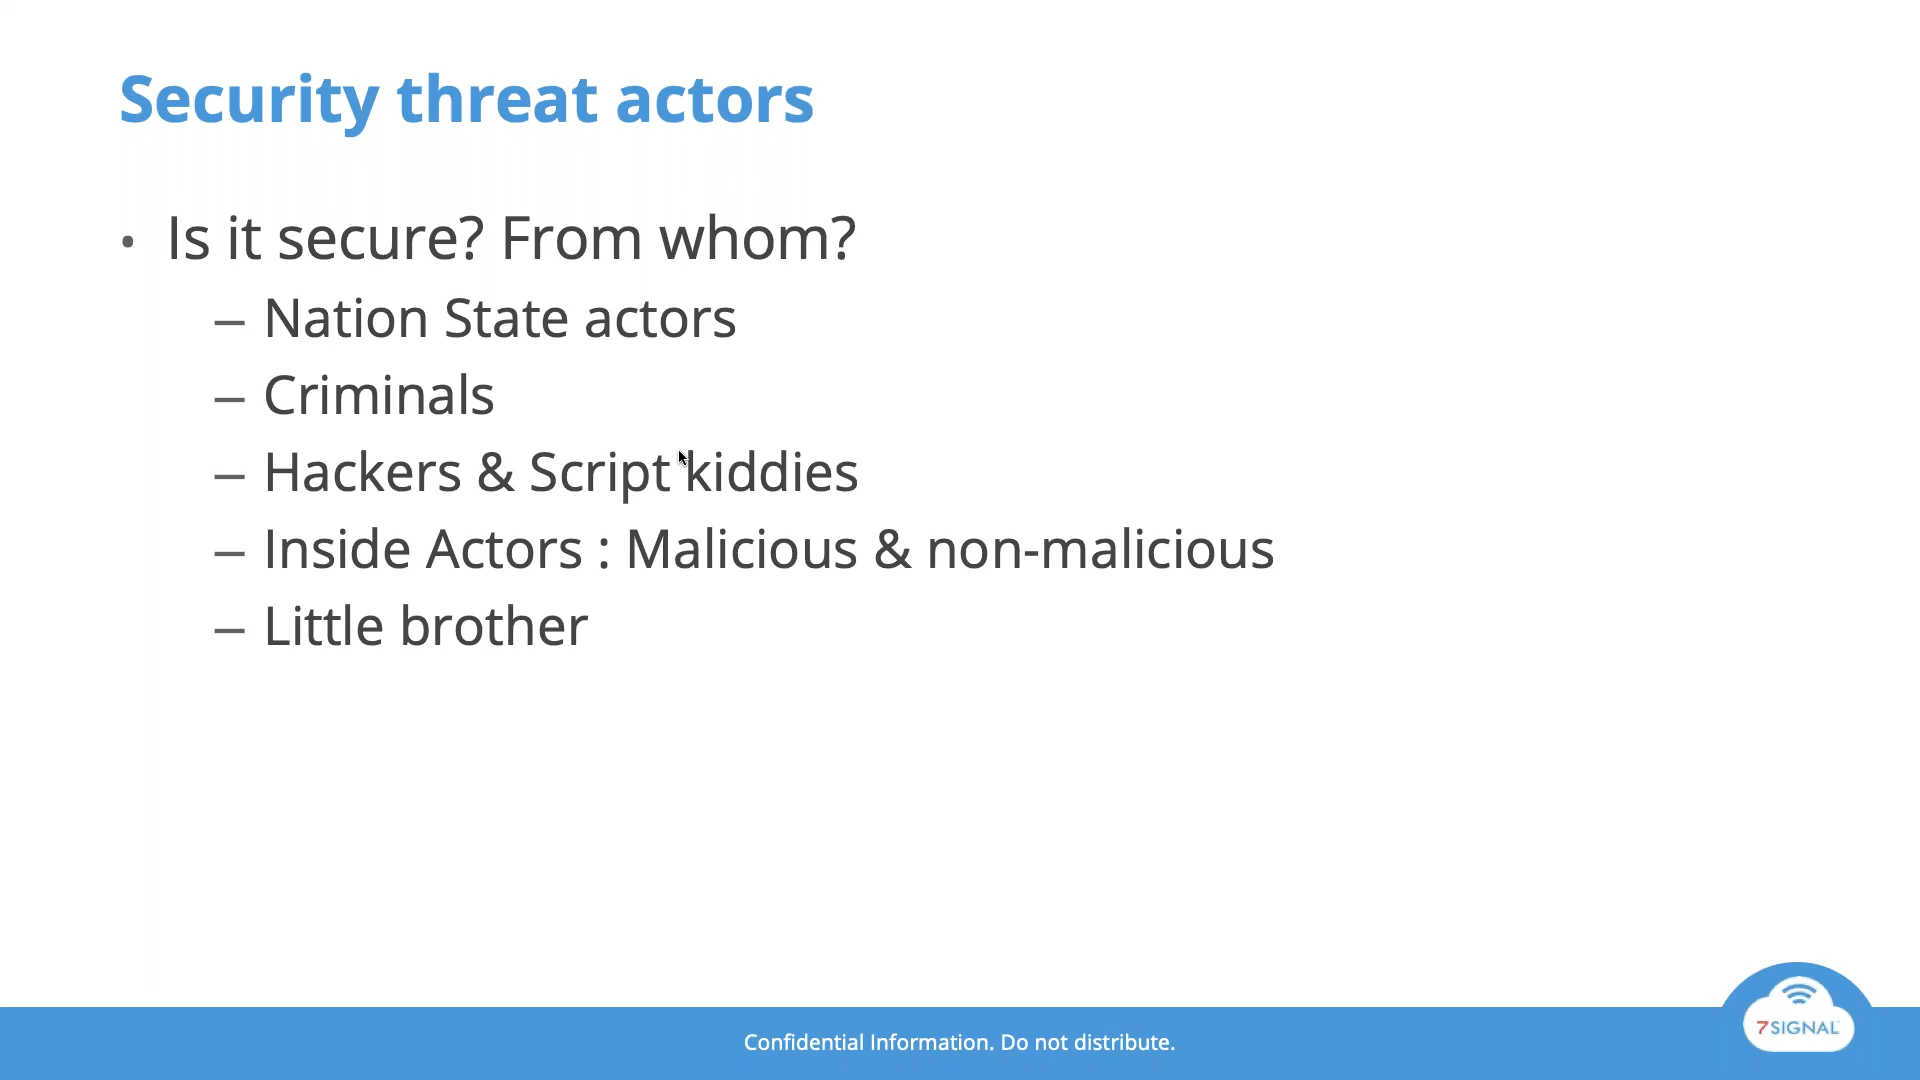 Security threat actors
• Is it secure? From whom?
– Nation State actors
– Criminals
– Hackers & Script kiddies
– Inside Actors : Malicious & non-malicious
– Little brother
7SIGNAL
Confidential Information. Do not distribute.